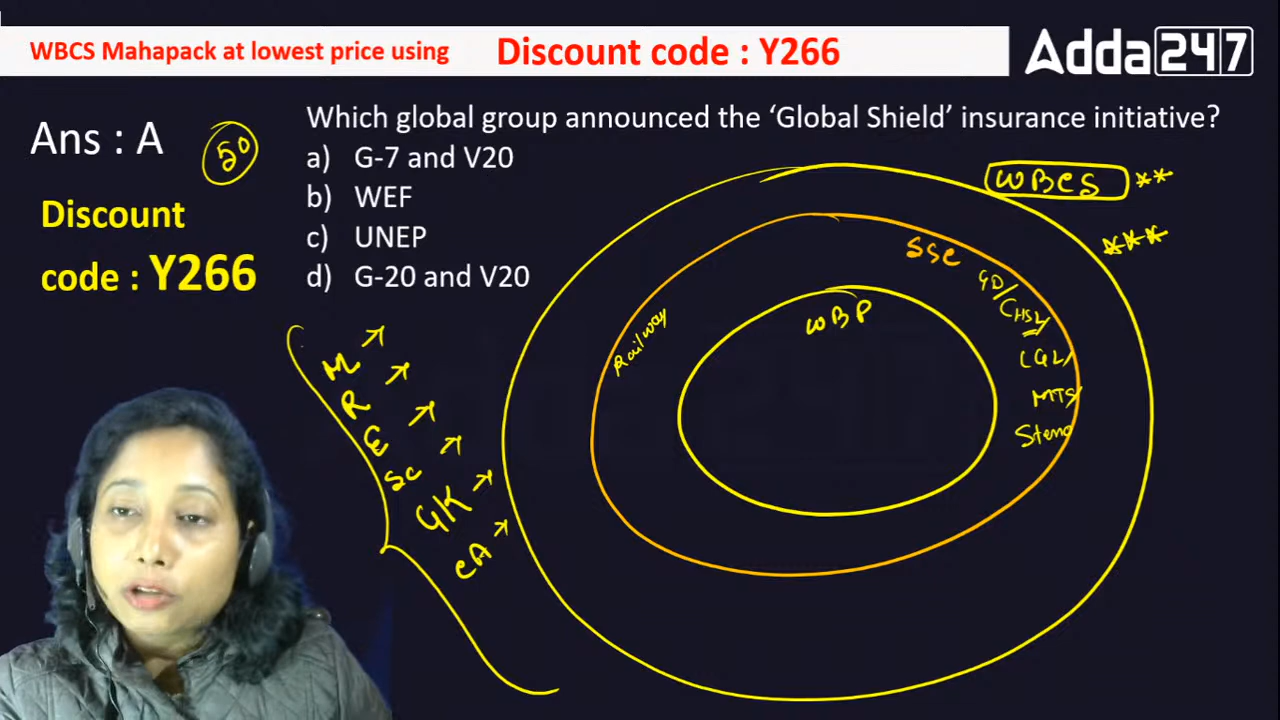 WBCS Mahapack at lowest price using Discount code : Y266
Adda247
Ans : A
50
Discount
code : Y266
Which global group announced the ‘Global Shield’ insurance initiative?
a) G-7 and V20
b) WEF
c) UNEP
d) G-20 and V20
WBCS **
***
SSC
GD/
CHSL/
CGL/
MTS/
Steno
Railway
WBP
M →
R →
E →
SC →
GK →
CA →